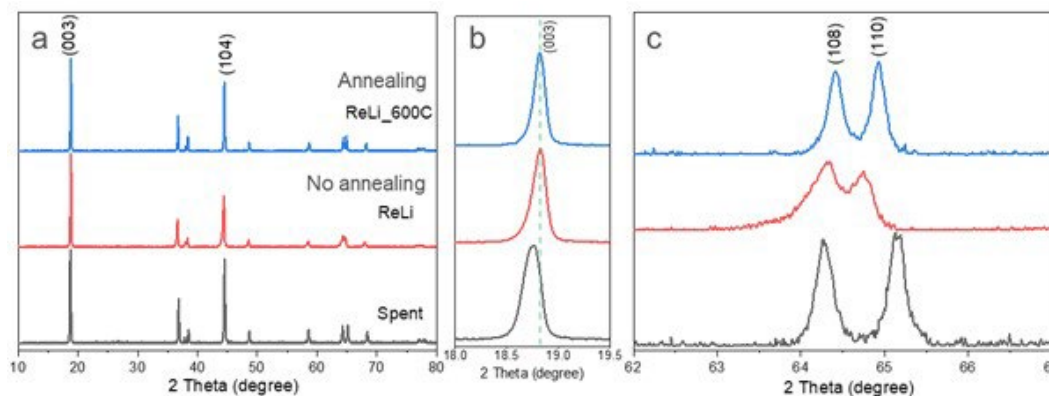 a
(003)
(104)
Annealing
ReLi_600C
No annealing
ReLi
Spent
10 20 30 40 50 60 70 80
2 Theta (degree)
b
(003)
18.0 18.5 19.0 19.5
2 Theta (degree)
c
(108)
(110)
62 63 64 65 66
2 Theta (degree)